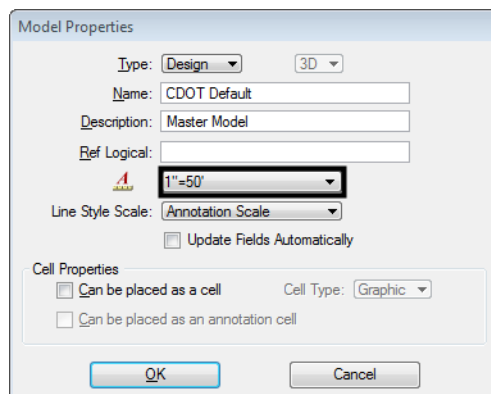 Model Properties
Type: Design 3D
Name: CDOT Default
Description: Master Model
Ref Logical:
A 1"=50'
Line Style Scale: Annotation Scale
Update Fields Automatically
Cell Properties
Can be placed as a cell Cell Type: Graphic
Can be placed as an annotation cell
OK Cancel